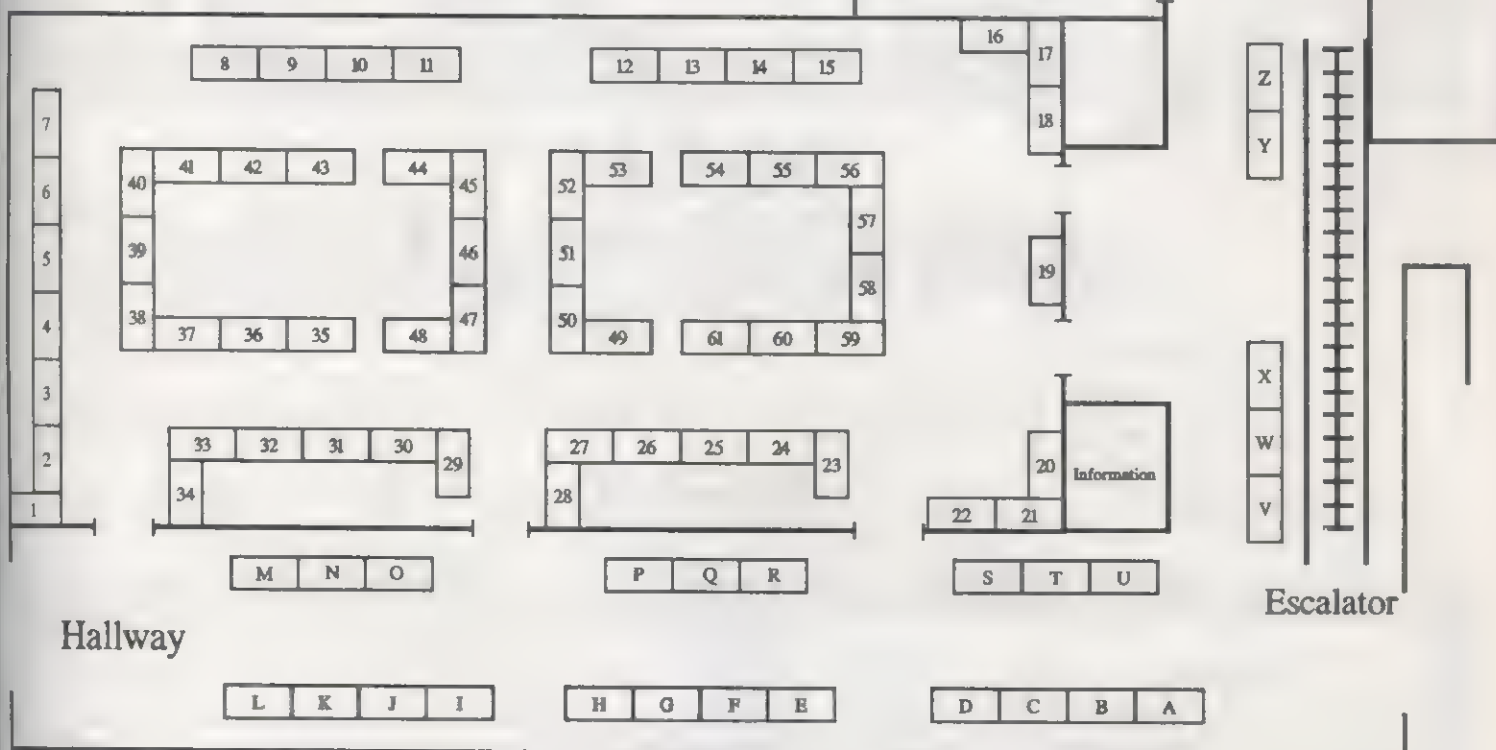 16
8 9 10 11
12 13 14 15
17
Z
7
18
Y
41 42 43
44
53
54 55 56
40
45
52
6
57
39
46
51
5
19
58
38
47
50
4
37 36 35
48
49
61 60 59
X
3
33 32 31 30
27 26 25 24
W
2
29
23
20
Information
34
28
1
22 21
V
M N O
P Q R
S T U
Escalator
Hallway
L K J I
H G F E
D C B A